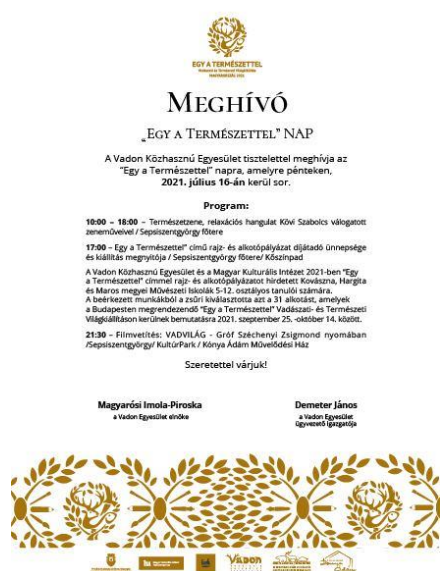 EGY A TERMÉSZETTEL
MEGHÍVÓ
„EGY A TERMÉSZETTEL” NAP
A Vadon Közhasznú Egyesület tisztelettel meghívja az
“Egy a Természettel” napra, amelyre pénteken,
2021. július 16-án kerül sor.
Program:
10:00 – 18:00 – Természetzene, relaxációs hangulat Kövi Szabolcs válogatott
zeneműveivel / Sepsiszentgyörgy főtere
17:00 – Egy a Természettel” című rajz- és alkotópályázat díjátadó ünnepsége
és kiállítás megnyitója / Sepsiszentgyörgy főtere/ Kőszínpad
A Vadon Közhasznú Egyesület és a Magyar Kulturális Intézet 2021-ben “Egy
a Természettel” címmel rajz- és alkotópályázatot hirdetett Kovászna, Hargita
és Maros megyei Művészeti Iskolák 5-12. osztályos tanulói számára.
A beérkezett munkákból a zsűri kiválasztotta azt a 31 alkotást, amelyek
a Budapesten megrendezendő “Egy a Természettel” Vadászati- és Természeti
Világkiállításon kerülnek bemutatásra 2021. szeptember 25. -október 14. között.
21:30 – Filmvetítés: VADVILÁG - Gróf Széchenyi Zsigmond nyomában
/Sepsiszentgyörgy/ KultúrPark / Kónya Ádám Művelődési Ház
Szeretettel várjuk!
Magyarósi Imola-Piroska
a Vadon Egyesület elnöke
Demeter János
a Vadon Egyesület
ügyvezető igazgatója
VADON